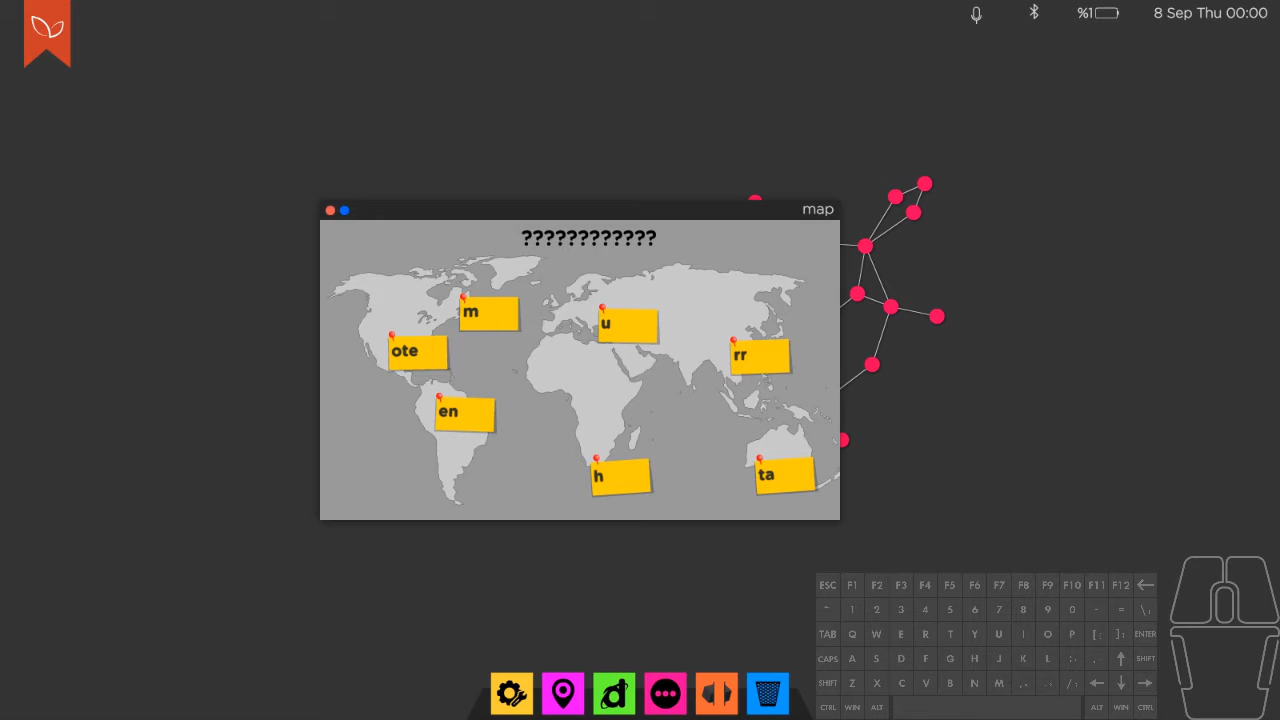 %1
8 Sep Thu 00:00
map
????????????
m
u
ote
rr
en
h
ta
ESC F1 F2 F3 F4 F5 F6 F7 F8 F9 F10 F11 F12
~ 1 2 3 4 5 6 7 8 9 0 - = \
TAB Q W E R T Y U I O P [ ] ENTER
CAPS A S D F G H J K L SHIFT
SHIFT Z X C V B N M
CTRL WIN ALT ALT WIN CTRL